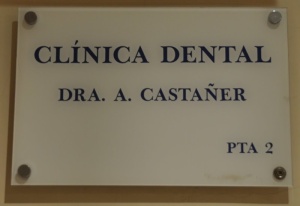 CLÍNICA DENTAL
DRA. A. CASTAÑER
PTA 2